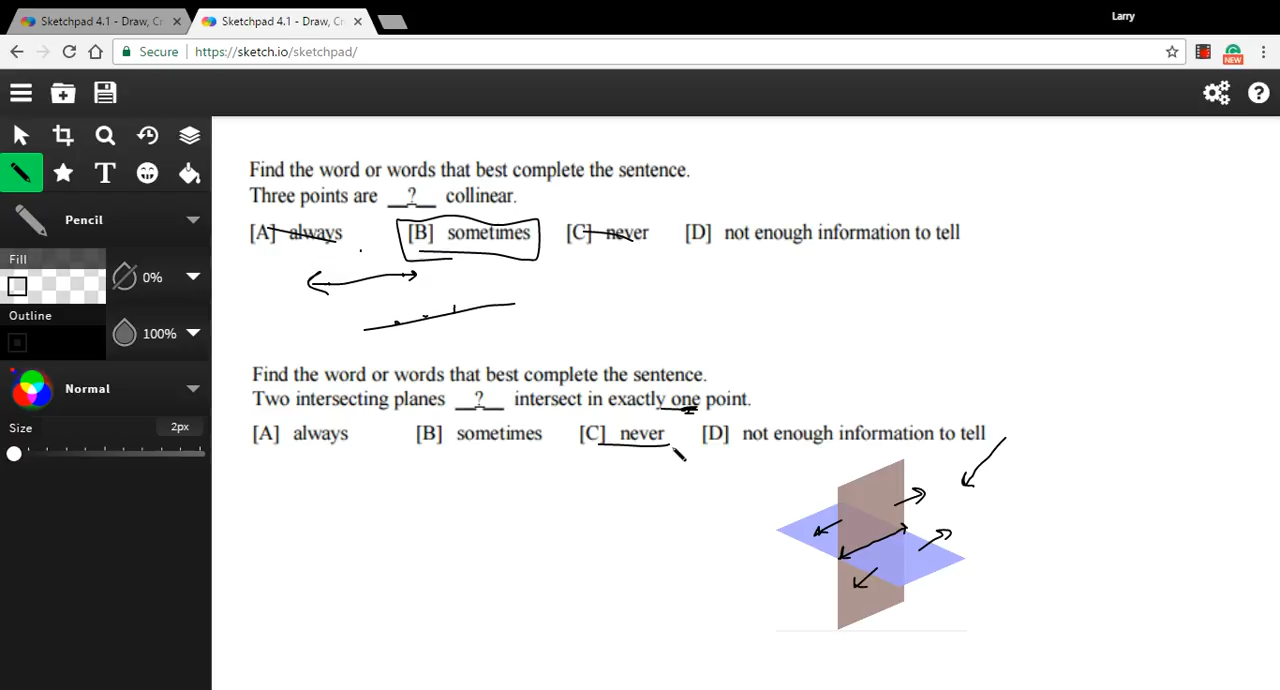 Sketchpad 4.1 - Draw, Cr
Sketchpad 4.1 - Draw, Cr
Larry
Secure
https://sketch.io/sketchpad/
NEW
Find the word or words that best complete the sentence.
Three points are __?__ collinear.
[A] always [B] sometimes [C] never [D] not enough information to tell
Pencil
Fill
0%
Outline
100%
Normal
Size
2px
Find the word or words that best complete the sentence.
Two intersecting planes __?__ intersect in exactly one point.
[A] always [B] sometimes [C] never [D] not enough information to tell